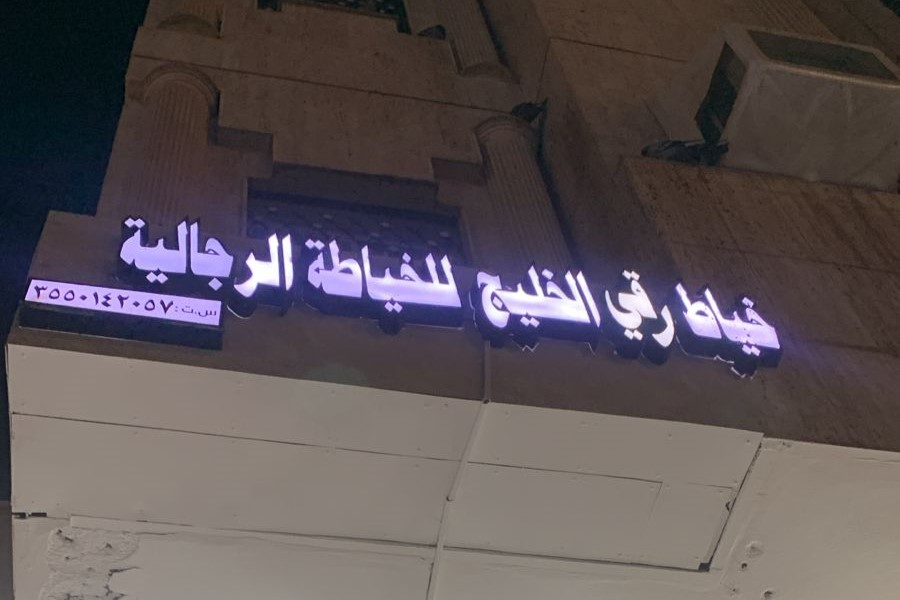 خياط رقي الخليج للخياطة الرجالية
س.ت: ٣٥٥٠١٤٢٠٥٧